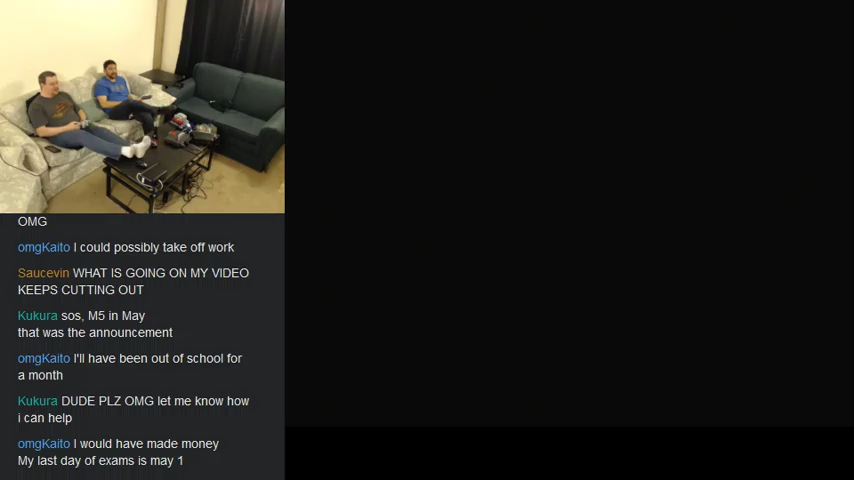 OMG
omgKaito I could possibly take off work
Saucevin WHAT IS GOING ON MY VIDEO
KEEPS CUTTING OUT
Kukura sos, M5 in May
that was the announcement
omgKaito I'll have been out of school for
a month
Kukura DUDE PLZ OMG let me know how
i can help
omgKaito I would have made money
My last day of exams is may 1